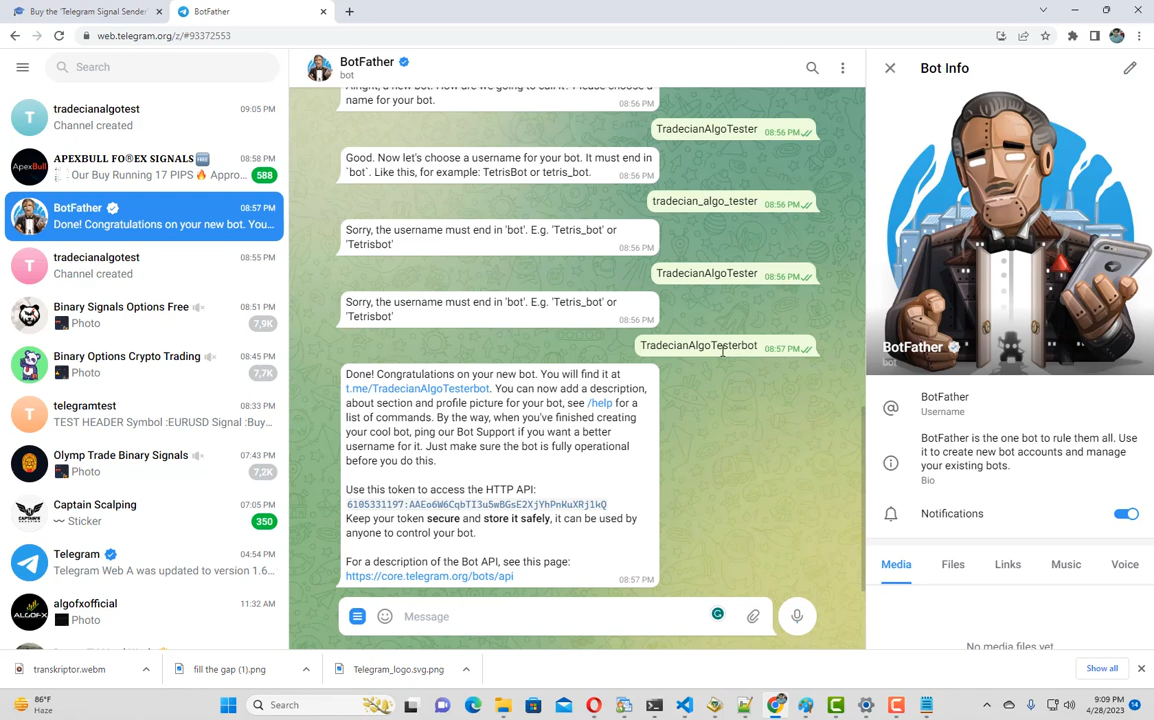 Buy the 'Telegram Signal Sender'
BotFather
web.telegram.org/z/#93372553
Search
tradecianalgotest 09:05 PM
Channel created
APEXBULL FO®EX SIGNALS 08:58 PM
Our Buy Running 17 PIPS 🔥 Appro... 588
BotFather 08:57 PM
Done! Congratulations on your new bot. You...
tradecianalgotest 08:55 PM
Channel created
Binary Signals Options Free 08:51 PM
Photo 7,9K
Binary Options Crypto Trading 08:45 PM
Photo 7,7K
telegramtest 08:33 PM
TEST HEADER Symbol :EURUSD Signal :Buy...
Olymp Trade Binary Signals 07:43 PM
Photo 7,2K
Captain Scalping 07:05 PM
Sticker 350
Telegram 04:54 PM
Telegram Web A was updated to version 1.6...
algofxofficial 11:32 AM
Photo
BotFather
bot
Alright, a new bot. How are we going to call it? Please choose a
name for your bot. 08:56 PM
TradecianAlgoTester 08:56 PM
Good. Now let's choose a username for your bot. It must end in
`bot`. Like this, for example: TetrisBot or tetris_bot. 08:56 PM
tradecian_algo_tester 08:56 PM
Sorry, the username must end in 'bot'. E.g. 'Tetris_bot' or
'Tetrisbot' 08:56 PM
TradecianAlgoTester 08:56 PM
Sorry, the username must end in 'bot'. E.g. 'Tetris_bot' or
'Tetrisbot' 08:56 PM
TradecianAlgoTesterbot 08:57 PM
Done! Congratulations on your new bot. You will find it at
t.me/TradecianAlgoTesterbot. You can now add a description,
about section and profile picture for your bot, see /help for a
list of commands. By the way, when you've finished creating
your cool bot, ping our Bot Support if you want a better
username for it. Just make sure the bot is fully operational
before you do this.
Use this token to access the HTTP API:
6105331197:AAEo6W6CqbTI3u5wBGsE2XjYhPnKuXRj1kQ
Keep your token secure and store it safely, it can be used by
anyone to control your bot.
For a description of the Bot API, see this page:
https://core.telegram.org/bots/api 08:57 PM
Message
Bot Info
BotFather
bot
BotFather
Username
BotFather is the one bot to rule them all. Use
it to create new bot accounts and manage
your existing bots.
Bio
Notifications
Media Files Links Music Voice
No media files yet
transkriptor.webm
fill the gap (1).png
Telegram_logo.svg.png
Show all
86°F
Haze
Search
9:09 PM
4/28/2023
14